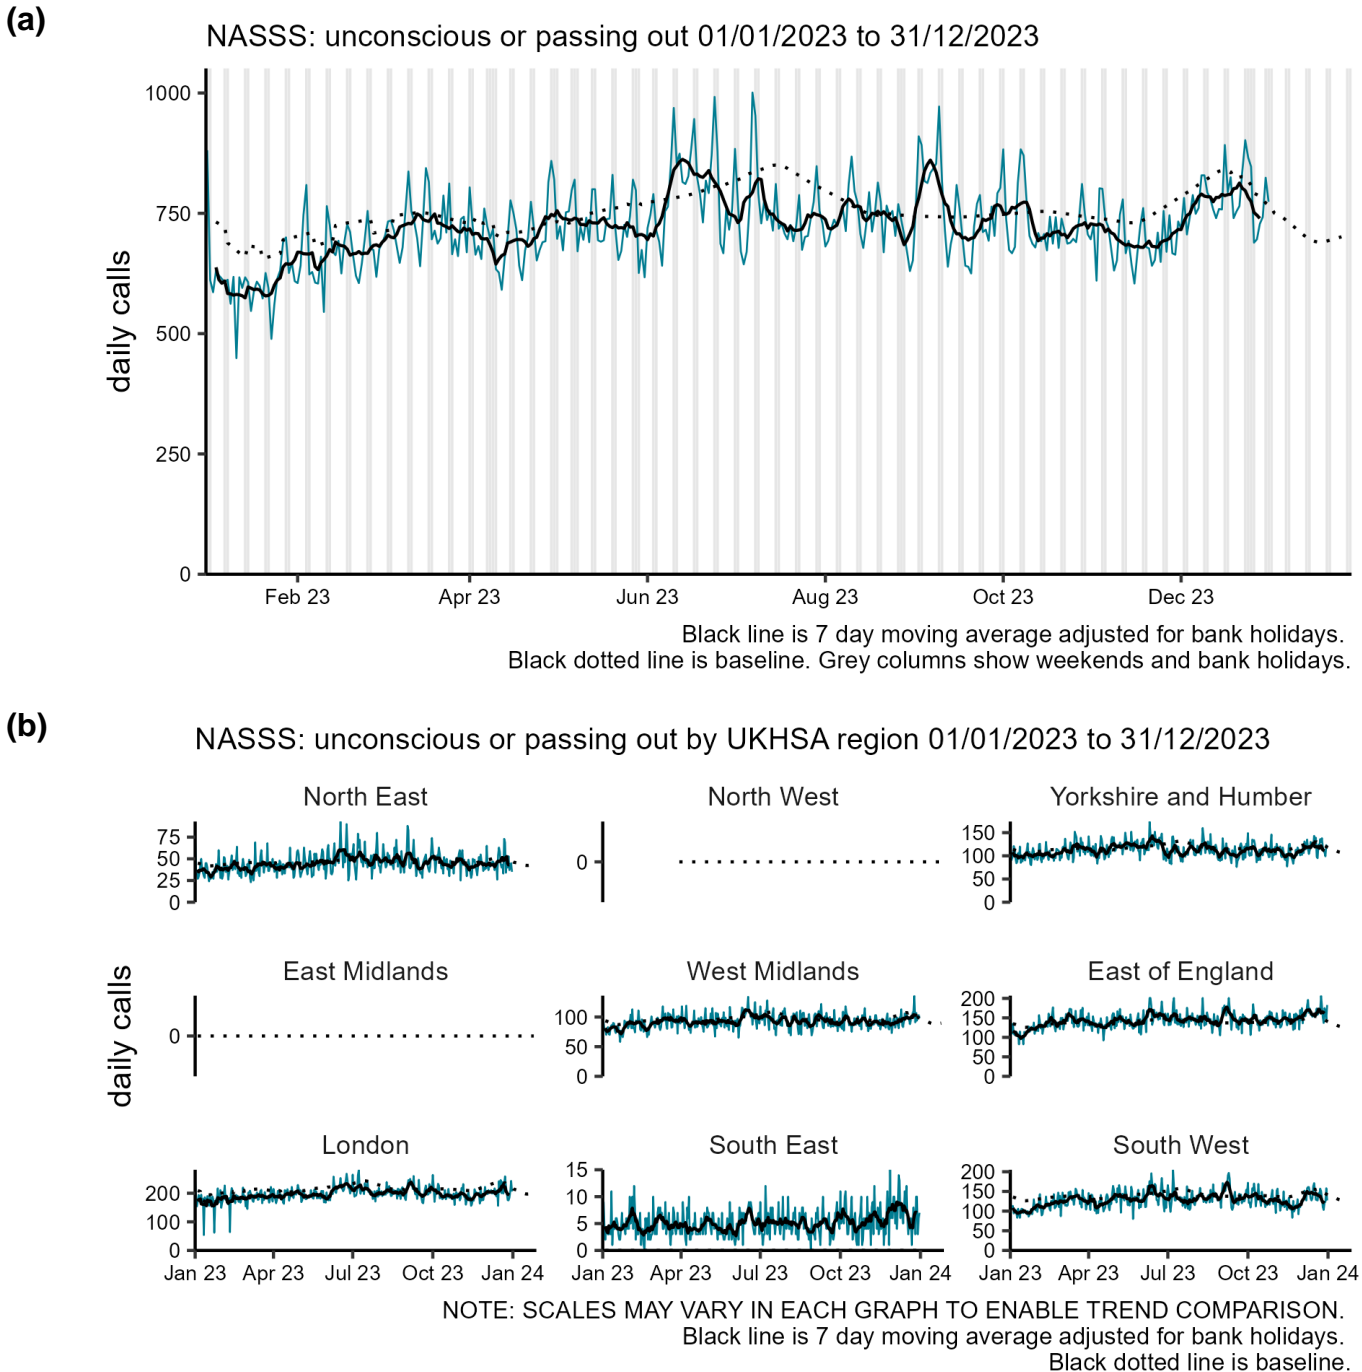 (a)
NASSS: unconscious or passing out 01/01/2023 to 31/12/2023
daily calls
1000
750
500
250
0
Feb 23 Apr 23 Jun 23 Aug 23 Oct 23 Dec 23
Black line is 7 day moving average adjusted for bank holidays.
Black dotted line is baseline. Grey columns show weekends and bank holidays.
(b)
NASSS: unconscious or passing out by UKHSA region 01/01/2023 to 31/12/2023
daily calls
North East
75
50
25
0
North West
0
Yorkshire and Humber
150
100
50
0
East Midlands
0
West Midlands
100
50
0
East of England
200
150
100
50
0
London
200
100
0
Jan 23 Apr 23 Jul 23 Oct 23 Jan 24
South East
15
10
5
0
Jan 23 Apr 23 Jul 23 Oct 23 Jan 24
South West
200
150
100
50
0
Jan 23 Apr 23 Jul 23 Oct 23 Jan 24
NOTE: SCALES MAY VARY IN EACH GRAPH TO ENABLE TREND COMPARISON.
Black line is 7 day moving average adjusted for bank holidays.
Black dotted line is baseline.